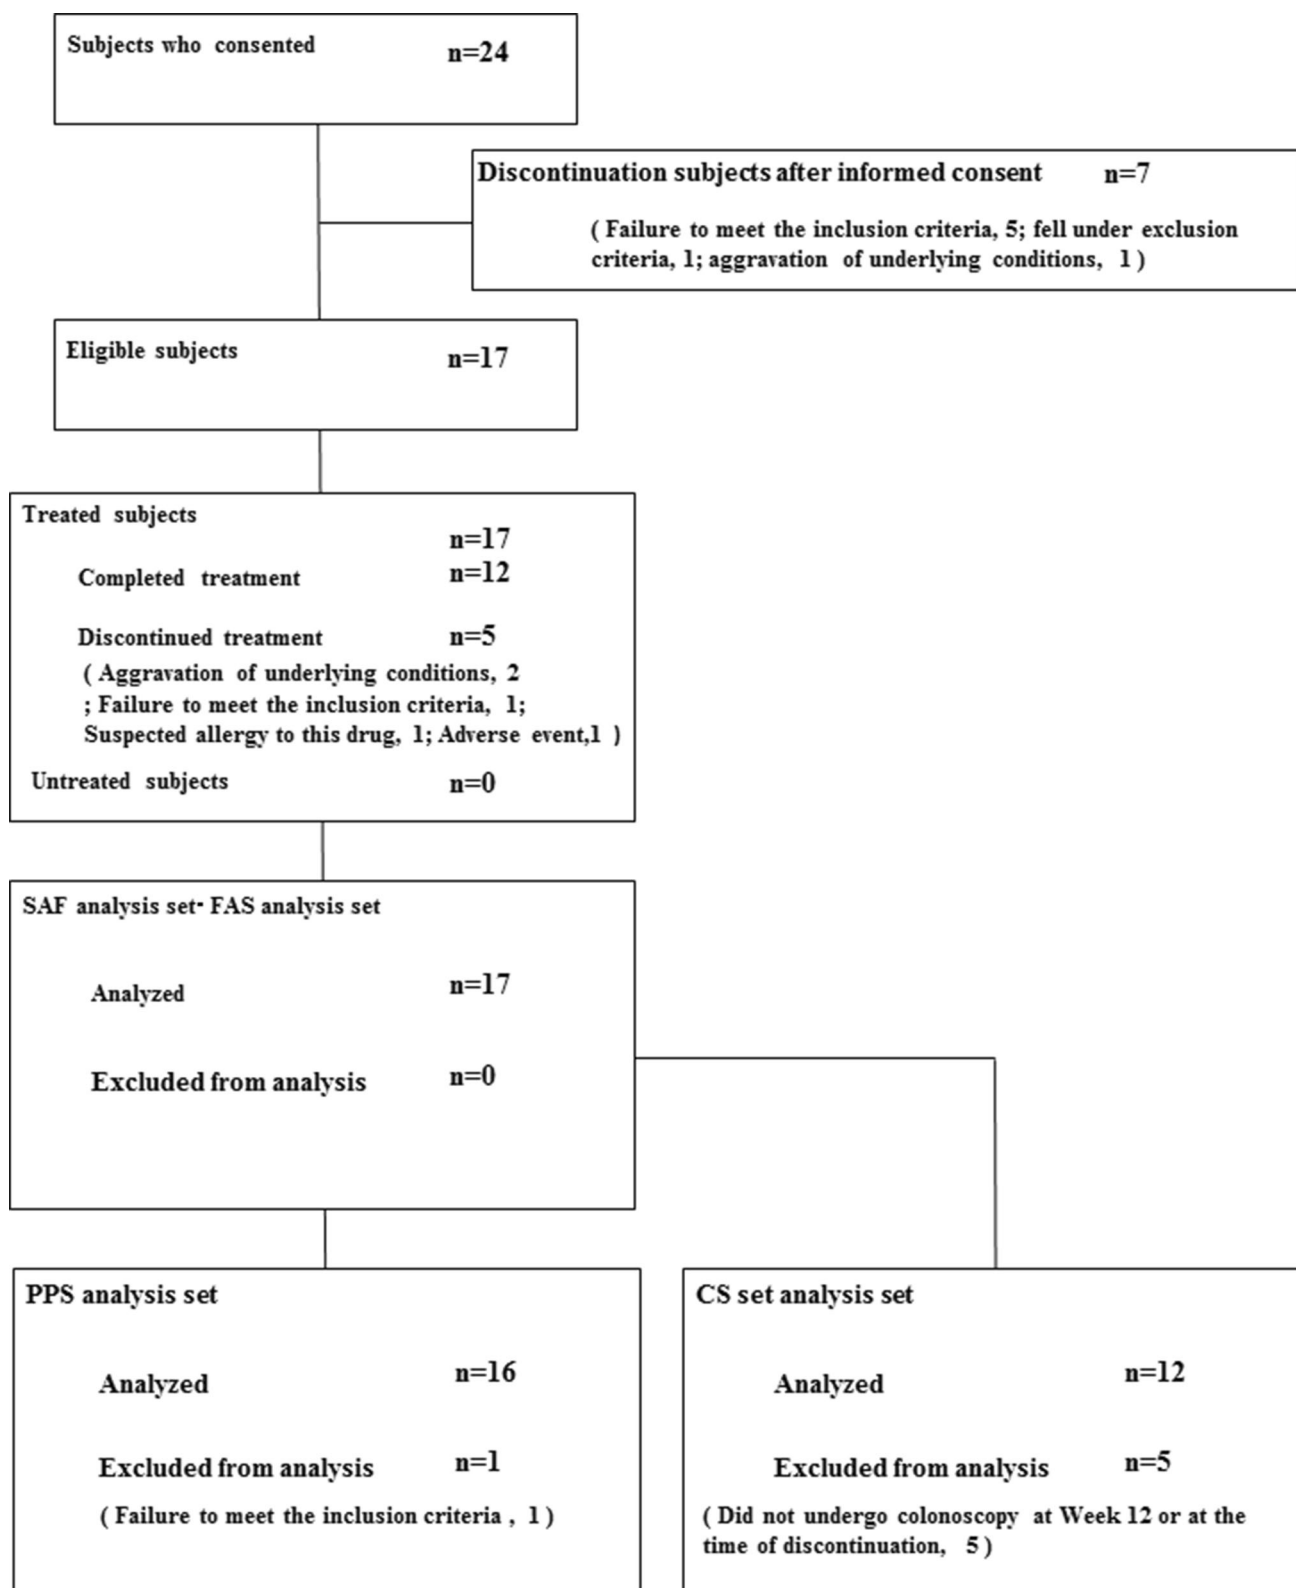 Subjects who consented n=24
Discontinuation subjects after informed consent n=7
( Failure to meet the inclusion criteria, 5; fell under exclusion
criteria, 1; aggravation of underlying conditions, 1 )
Eligible subjects n=17
Treated subjects
n=17
Completed treatment n=12
Discontinued treatment n=5
( Aggravation of underlying conditions, 2
; Failure to meet the inclusion criteria, 1;
Suspected allergy to this drug, 1; Adverse event,1 )
Untreated subjects n=0
SAF analysis set- FAS analysis set
Analyzed n=17
Excluded from analysis n=0
PPS analysis set
Analyzed n=16
Excluded from analysis n=1
( Failure to meet the inclusion criteria , 1)
CS set analysis set
Analyzed n=12
Excluded from analysis n=5
( Did not undergo colonoscopy at Week 12 or at the
time of discontinuation, 5 )